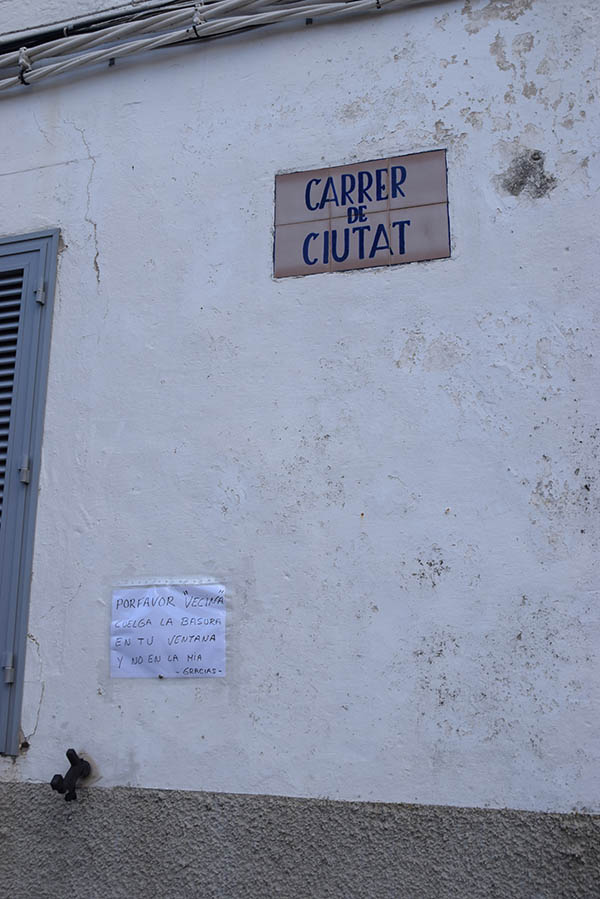 CARRER
DE
CIUTAT
PORFAVOR "VECINA"
CUELGA LA BASURA
EN TU VENTANA
Y NO EN LA MIA
- GRACIAS -